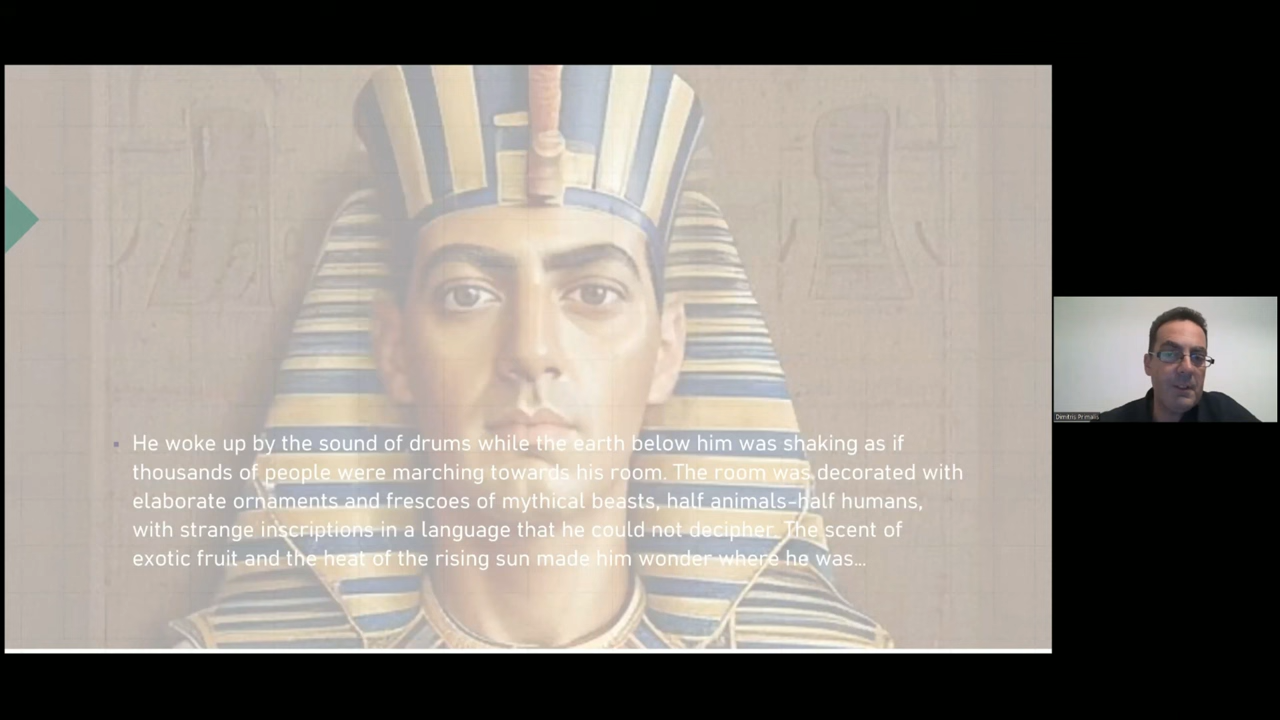 He woke up by the sound of drums while the earth below him was shaking as if
thousands of people were marching towards his room. The room was decorated with
elaborate ornaments and frescoes of mythical beasts, half animals-half humans,
with strange inscriptions in a language that he could not decipher. The scent of
exotic fruit and the heat of the rising sun made him wonder where he was...
Dimitris Primalis